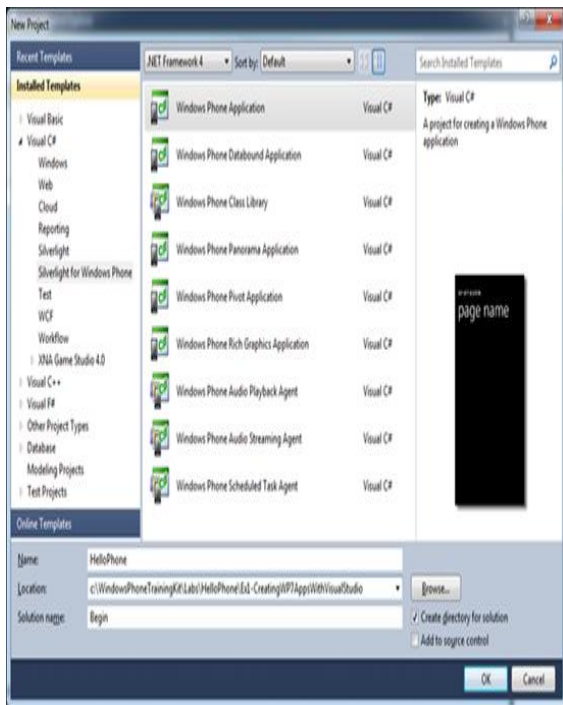 New Project
Recent Templates
Installed Templates
Visual Basic
Visual C#
Windows
Web
Cloud
Reporting
Silverlight
Silverlight for Windows Phone
Test
WCF
Workflow
XNA Game Studio 4.0
Visual C++
Visual F#
Other Project Types
Database
Modeling Projects
Test Projects
Online Templates
.NET Framework 4
Sort by: Default
Windows Phone Application Visual C#
Windows Phone Databound Application Visual C#
Windows Phone Class Library Visual C#
Windows Phone Panorama Application Visual C#
Windows Phone Pivot Application Visual C#
Windows Phone Rich Graphics Application Visual C#
Windows Phone Audio Playback Agent Visual C#
Windows Phone Audio Streaming Agent Visual C#
Windows Phone Scheduled Task Agent Visual C#
Search Installed Templates
Type: Visual C#
A project for creating a Windows Phone
application
page name
Name: HelloPhone
Location: c:\WindowsPhoneTrainingKit\Labs\HelloPhone\Ex1-CreatingWP7AppsWithVisualStudio
Browse...
Solution name: Begin
Create directory for solution
Add to source control
OK Cancel